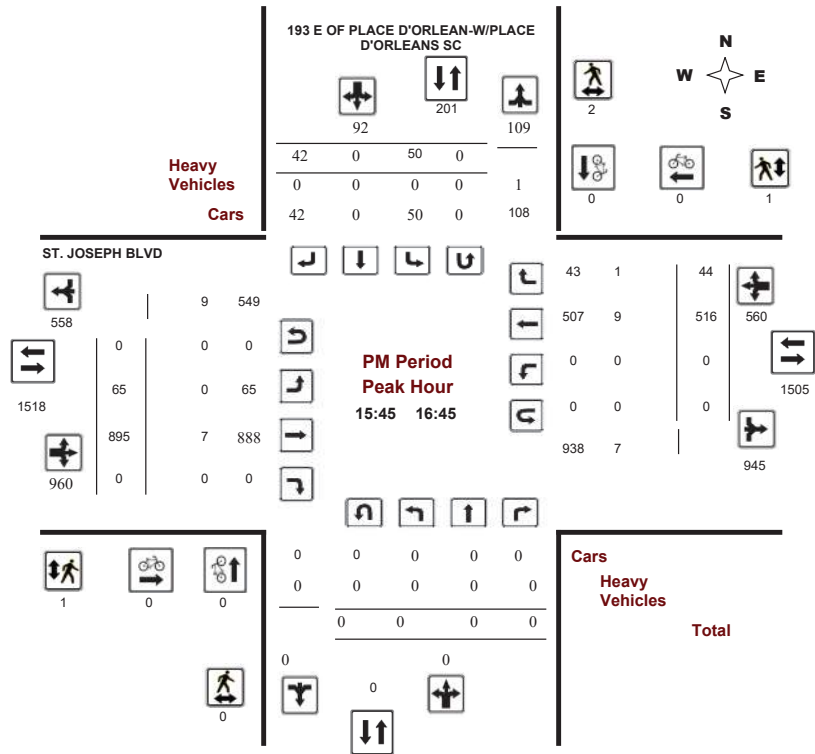 193 E OF PLACE D'ORLEAN-W/PLACE
D'ORLEANS SC
N
W E
S
201
2
92
109
42 0 50 0
Heavy
Vehicles
0 0 0 0 1
0 0 1
Cars
42 0 50 0 108
ST. JOSEPH BLVD
43 1 44
9 549
558
507 9 516 560
0 0 0
PM Period
Peak Hour
0 0 0
1518
65 0 65
1505
15:45 16:45
0 0 0
895 7 888
938 7
945
960
0 0 0
0 0 0 0 0
Cars
0 0 0 0 0
Heavy
Vehicles
1 0 0
0 0 0 0
Total
0 0
0
0